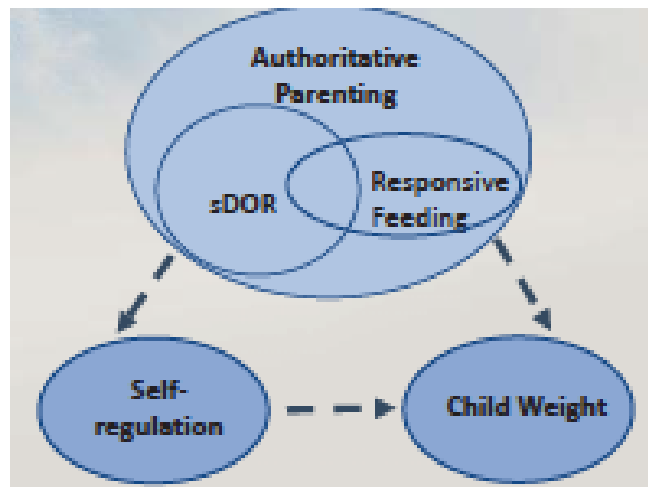 Authoritative
Parenting
sDOR
Responsive
Feeding
Self-
regulation
Child Weight